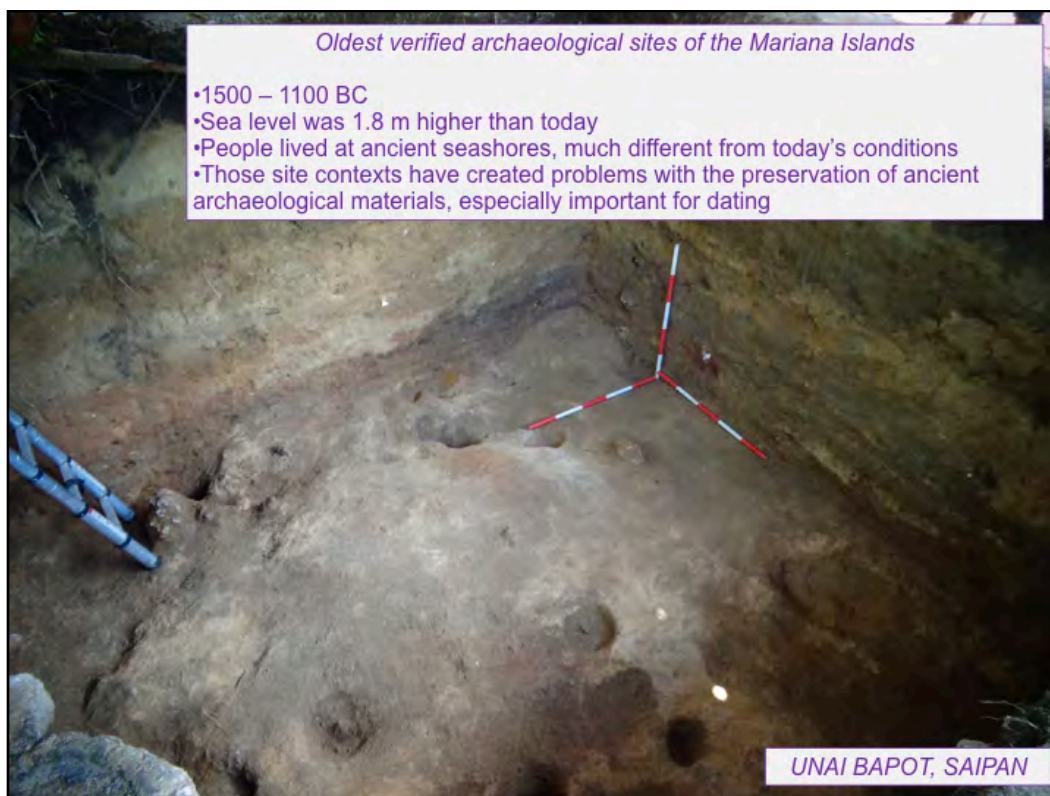 Oldest verified archaeological sites of the Mariana Islands
•1500 – 1100 BC
•Sea level was 1.8 m higher than today
•People lived at ancient seashores, much different from today's conditions
•Those site contexts have created problems with the preservation of ancient
archaeological materials, especially important for dating
UNAI BAPOT, SAIPAN